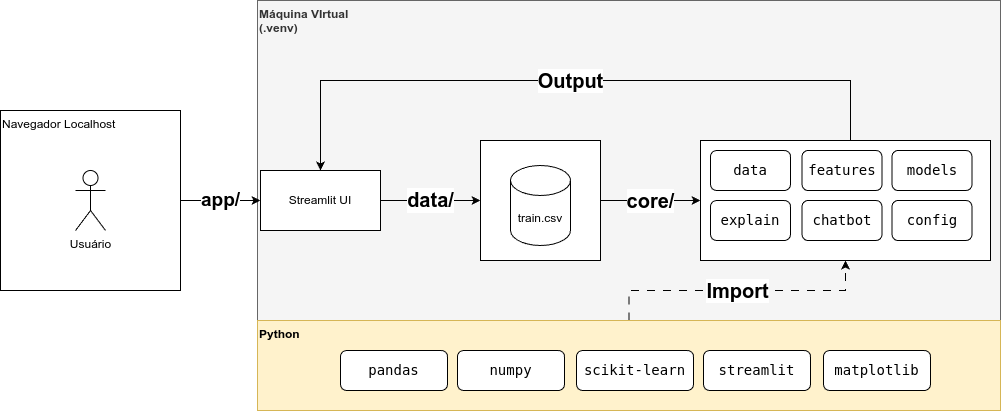 Máquina VIrtual
(.venv)
Output
Navegador Localhost
Usuário
app/
Streamlit UI
data/
train.csv
core/
data
features
models
explain
chatbot
config
Import
Python
pandas
numpy
scikit-learn
streamlit
matplotlib